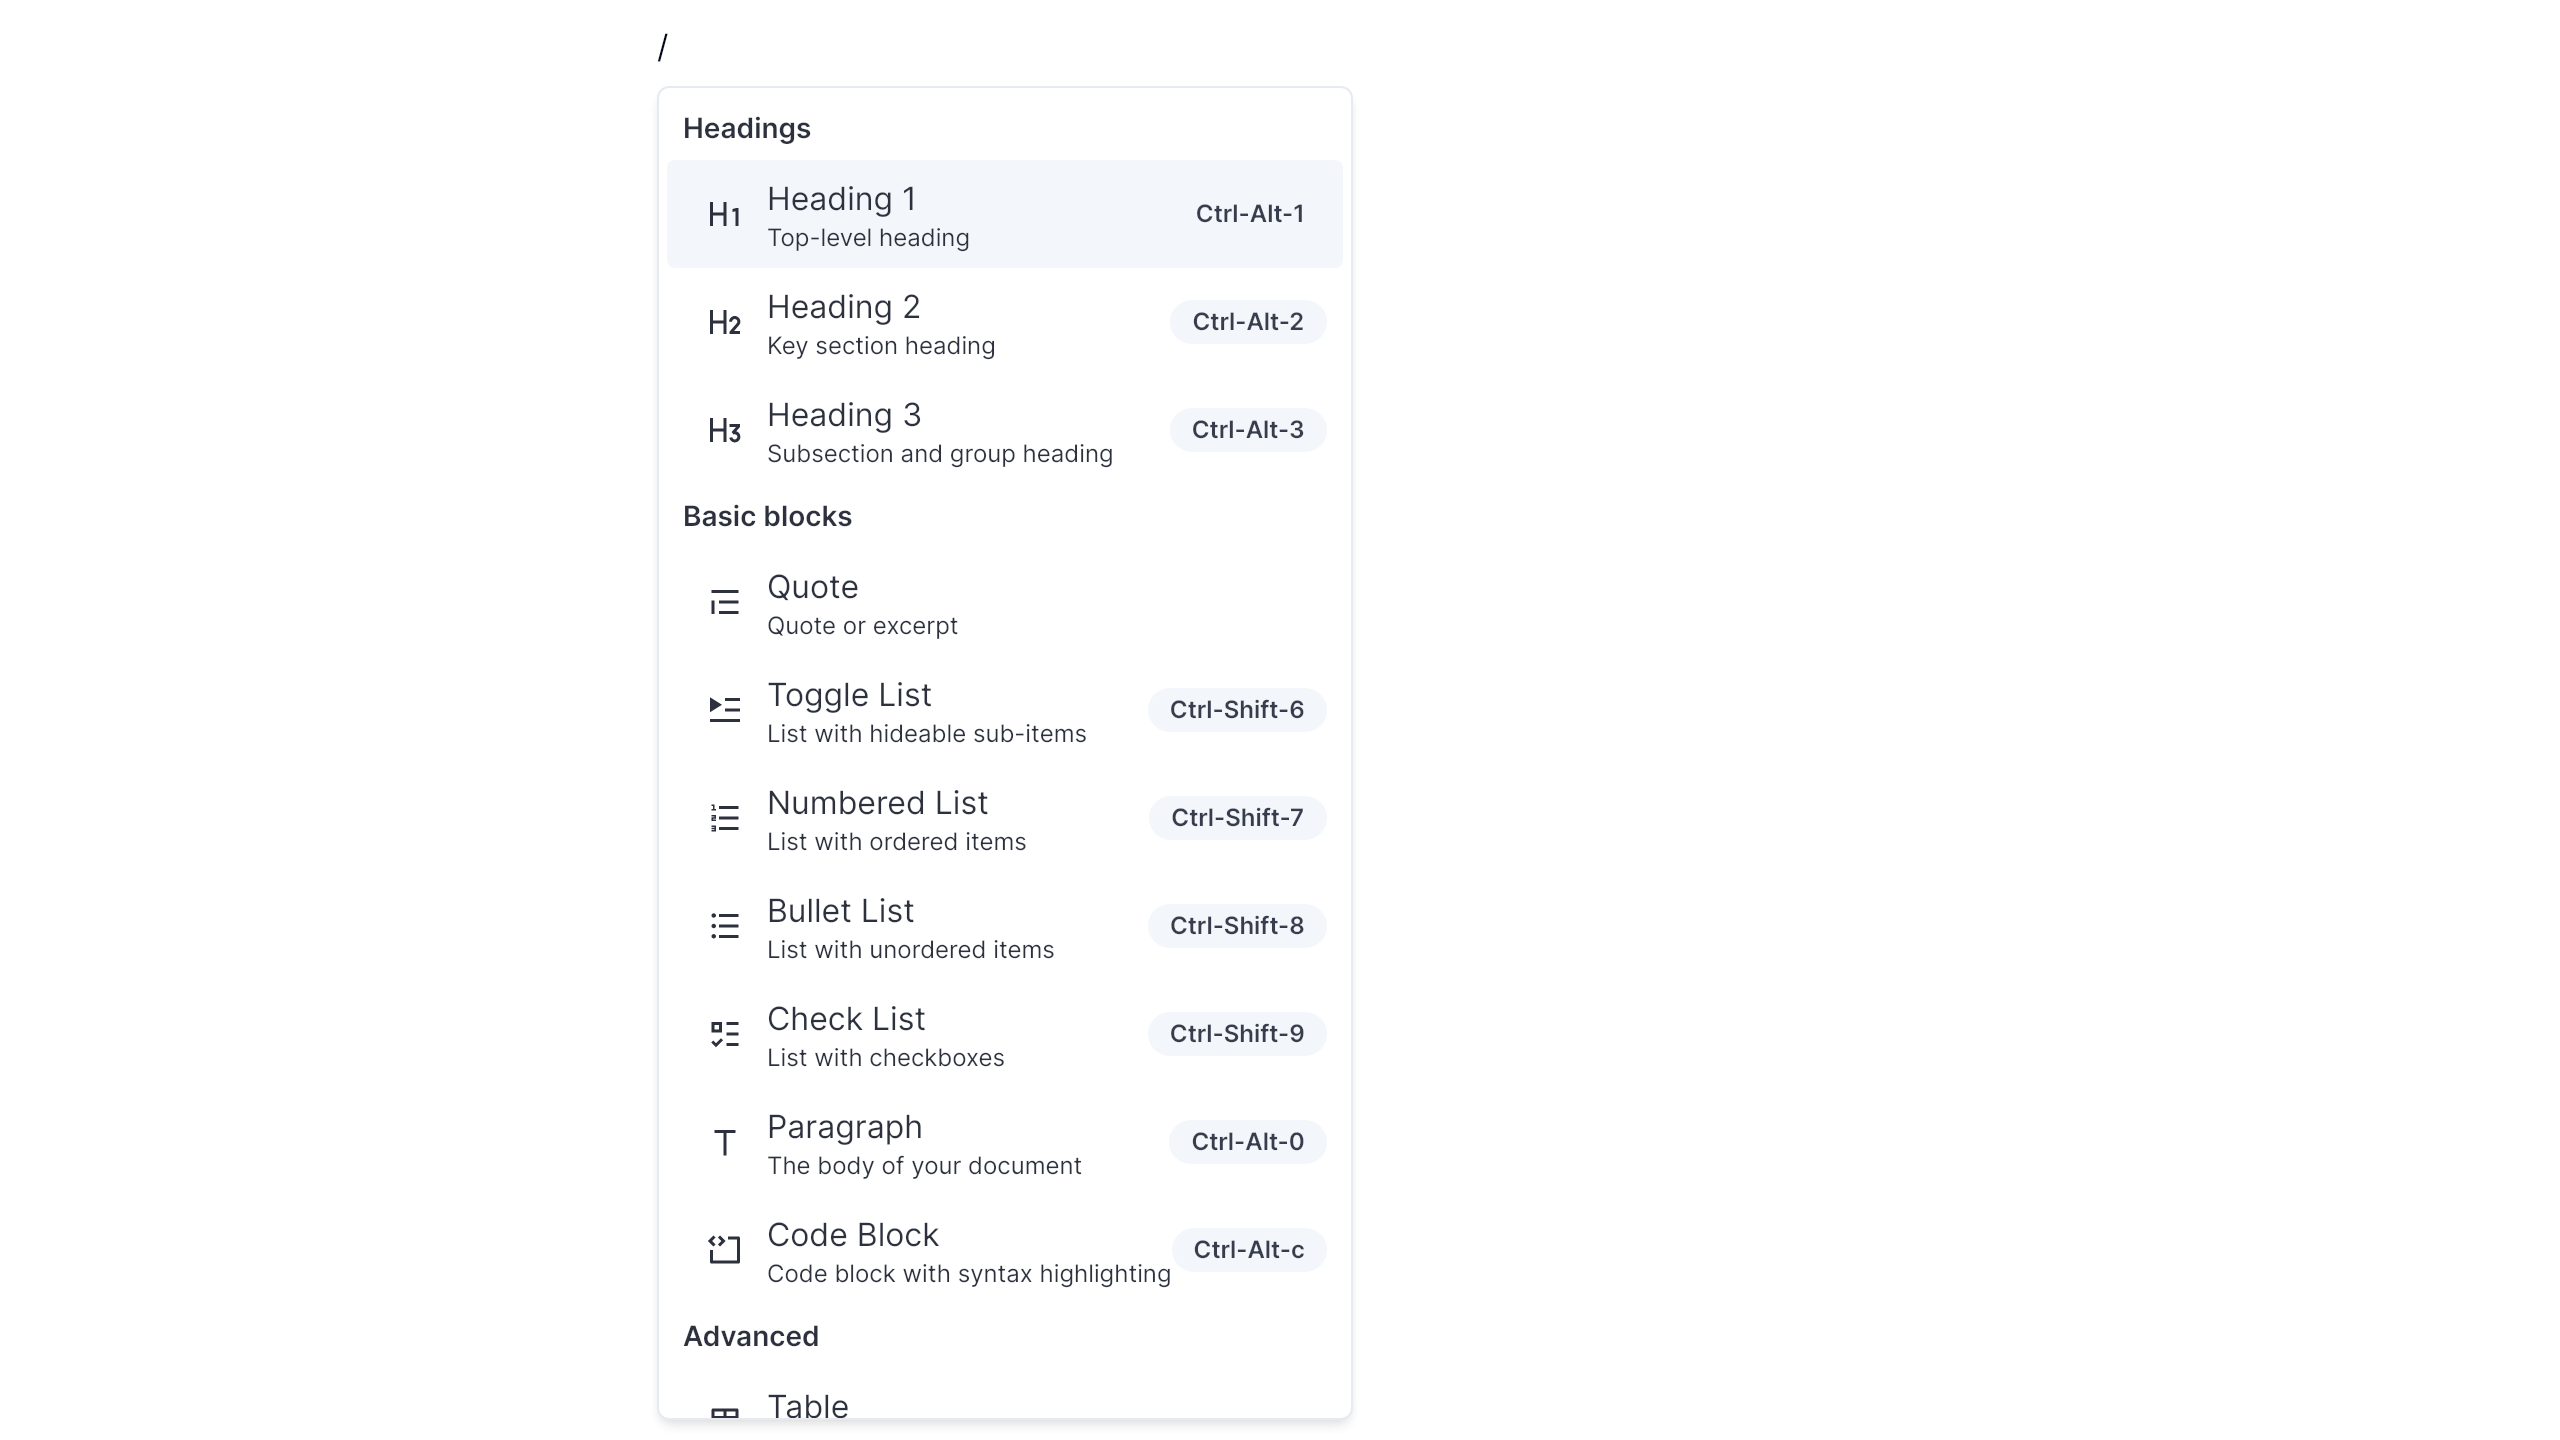 /
Headings
H1 Heading 1 Ctrl-Alt-1
Top-level heading
H2 Heading 2 Ctrl-Alt-2
Key section heading
H3 Heading 3 Ctrl-Alt-3
Subsection and group heading
Basic blocks
Quote
Quote or excerpt
Toggle List Ctrl-Shift-6
List with hideable sub-items
Numbered List Ctrl-Shift-7
List with ordered items
Bullet List Ctrl-Shift-8
List with unordered items
Check List Ctrl-Shift-9
List with checkboxes
T Paragraph Ctrl-Alt-0
The body of your document
Code Block Ctrl-Alt-c
Code block with syntax highlighting
Advanced
Table